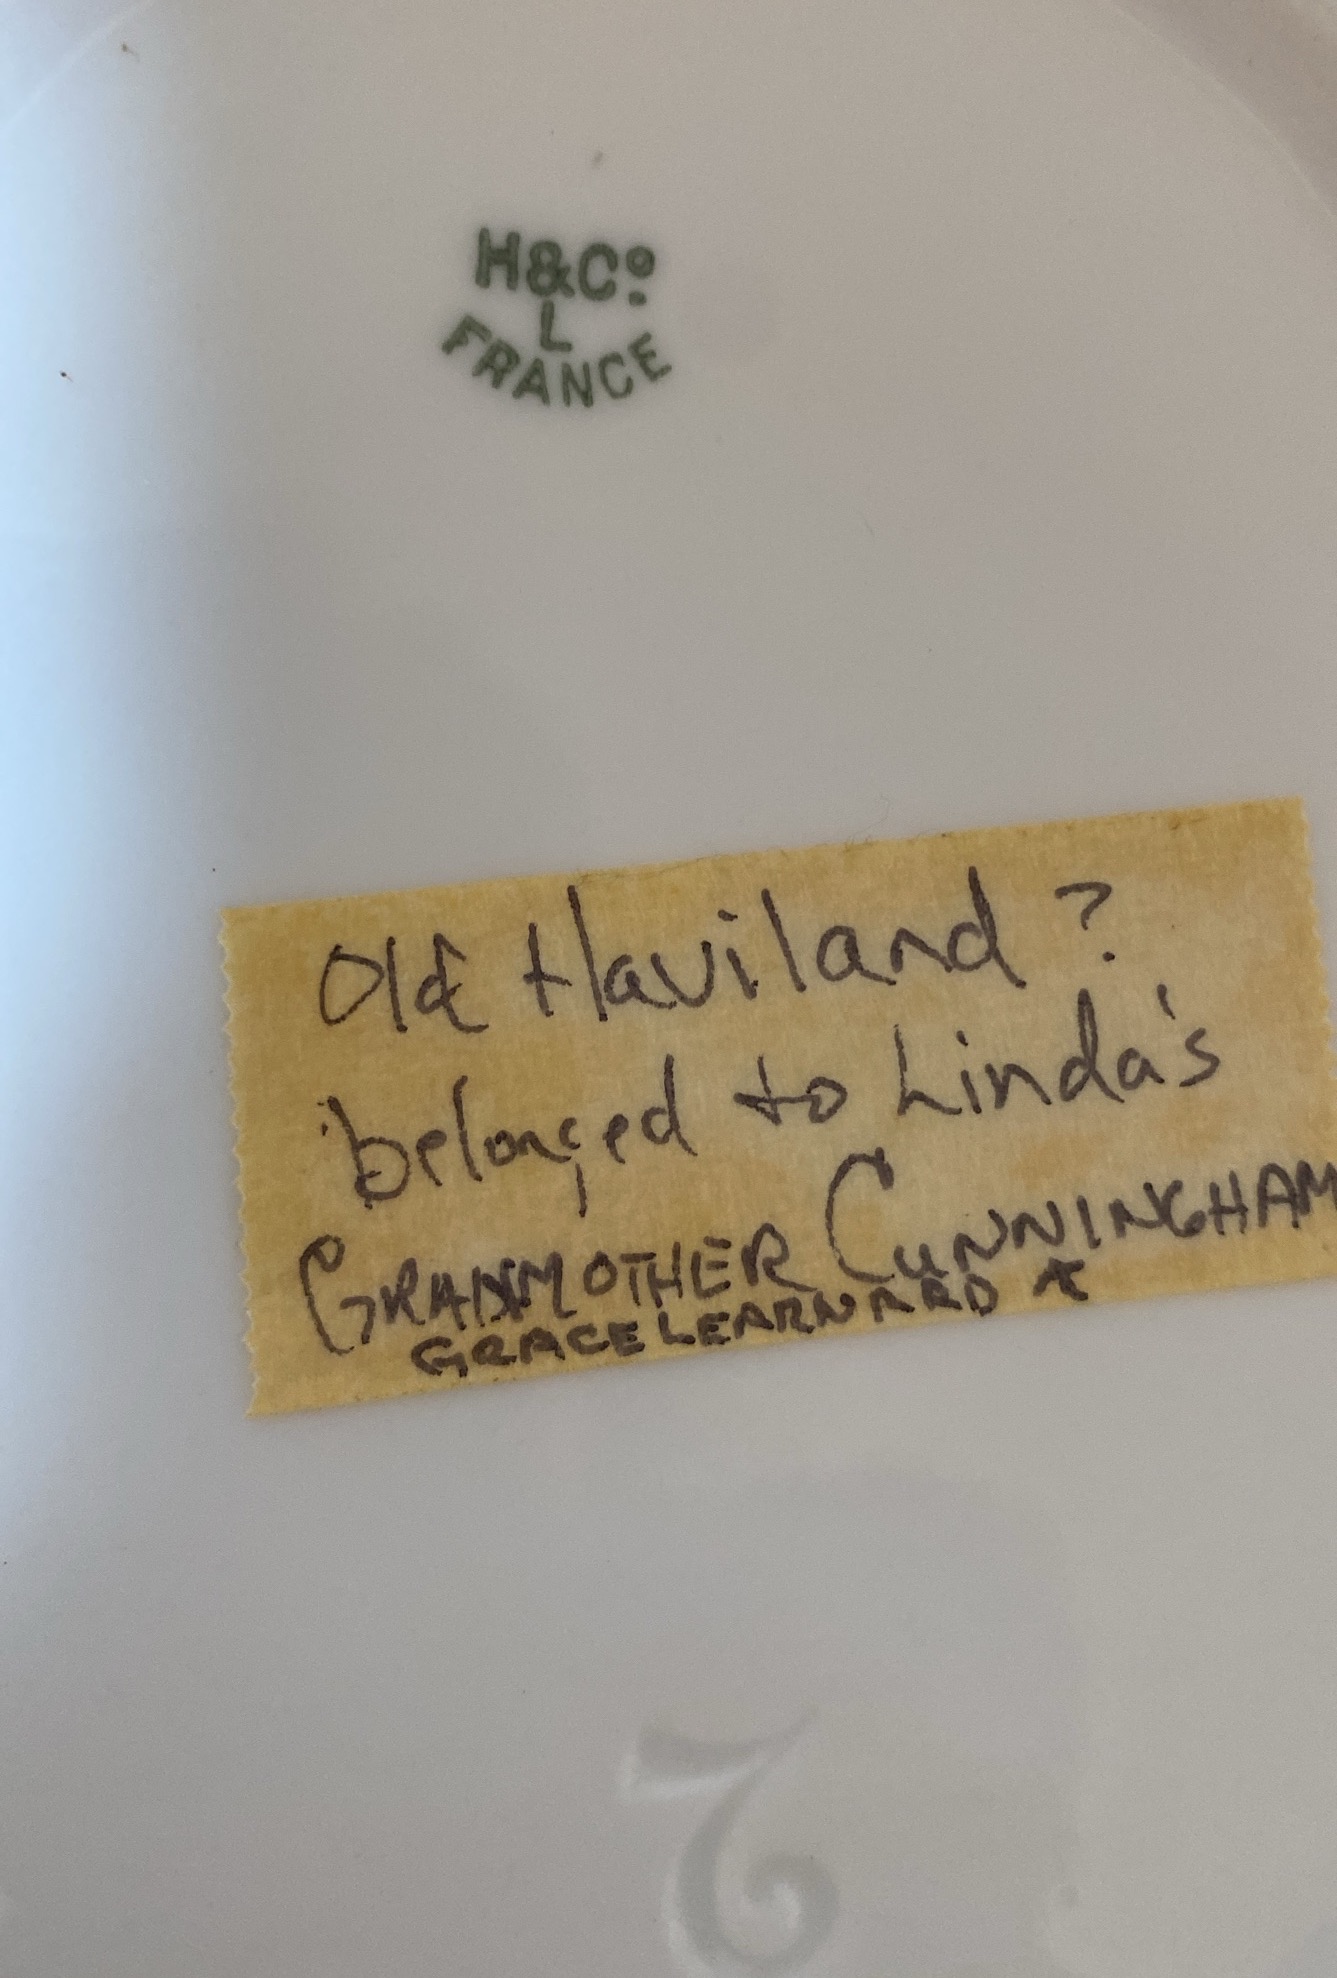 H&Co.
L
FRANCE
Old Haviland ?
belonged to Linda's
GRANDMOTHER CUNNINGHAM
GRACE LEARNARD